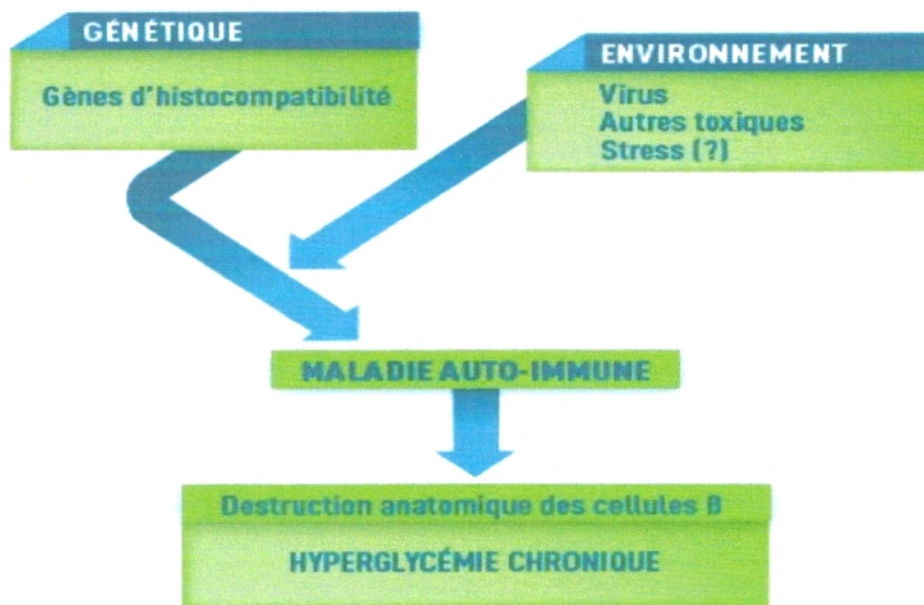 GÉNÉTIQUE
Gènes d'histocompatibilité
ENVIRONNEMENT
Virus
Autres toxiques
Stress (?)
MALADIE AUTO-IMMUNE
Destruction anatomique des cellules β
HYPERGLYCÉMIE CHRONIQUE